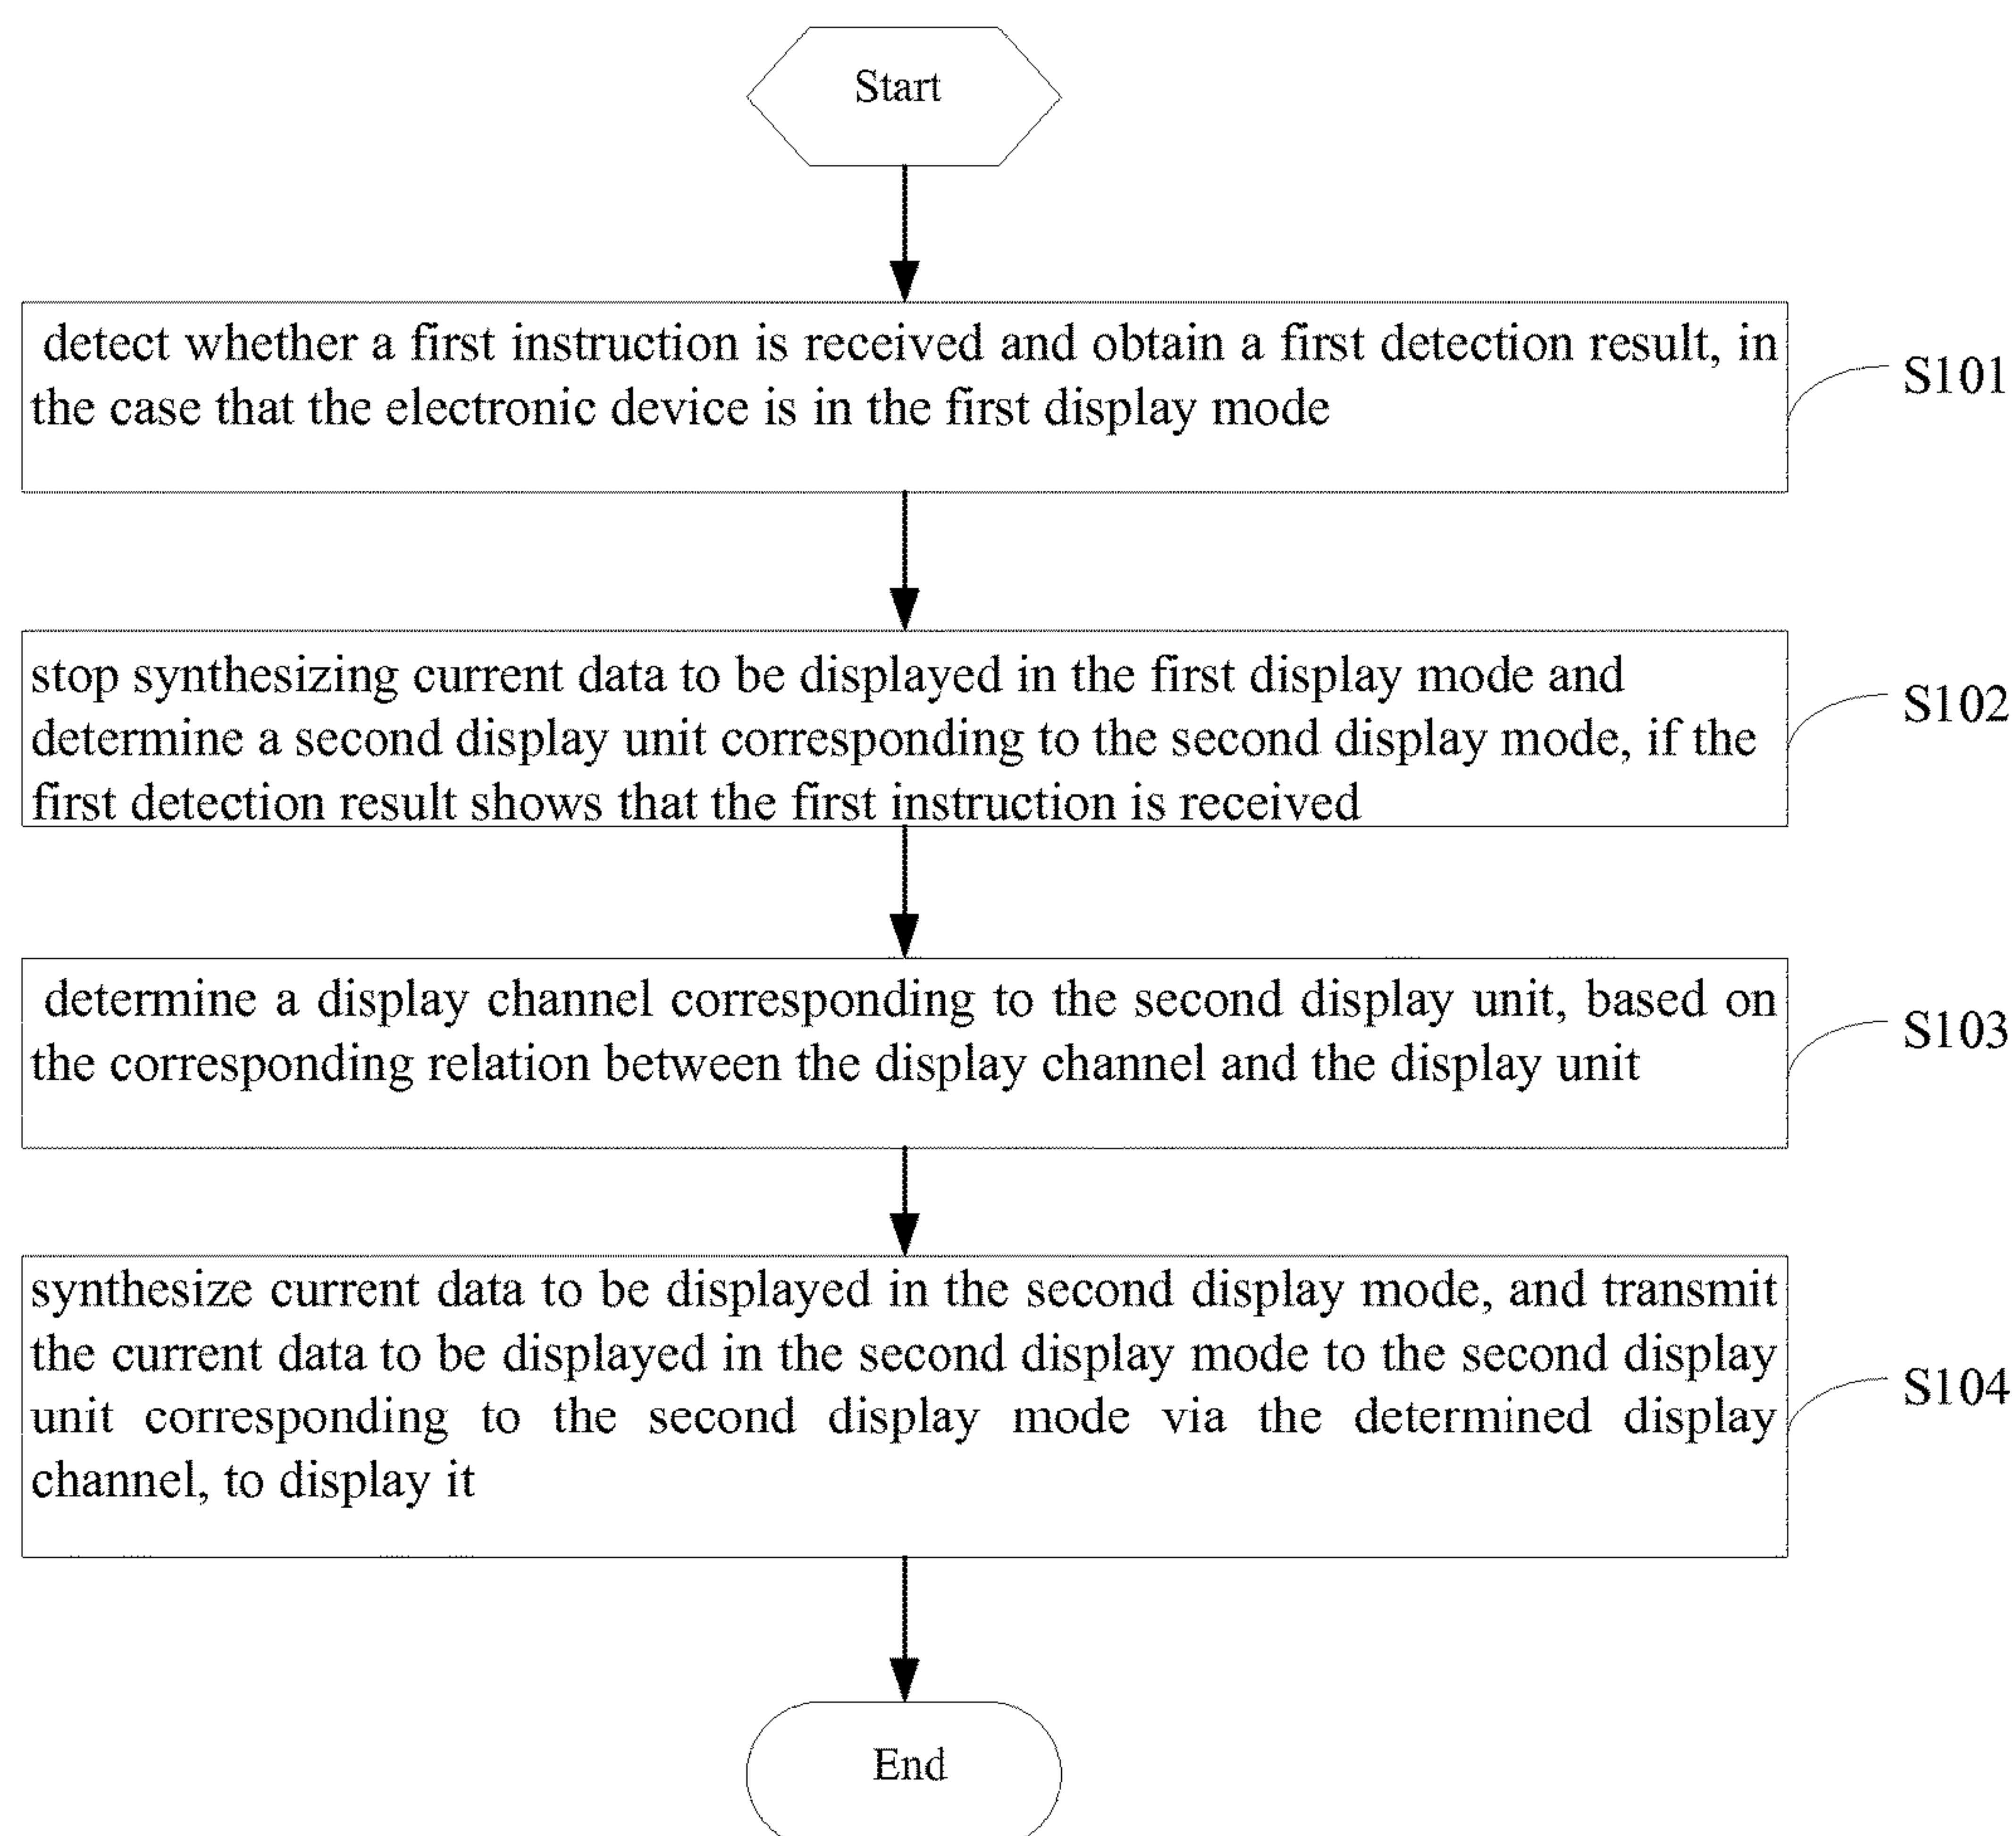 Start
detect whether a first instruction is received and obtain a first detection result, in
the case that the electronic device is in the first display mode
S101
stop synthesizing current data to be displayed in the first display mode and
determine a second display unit corresponding to the second display mode, if the
first detection result shows that the first instruction is received
S102
determine a display channel corresponding to the second display unit, based on
the corresponding relation between the display channel and the display unit
S103
synthesize current data to be displayed in the second display mode, and transmit
the current data to be displayed in the second display mode to the second display
unit corresponding to the second display mode via the determined display
channel, to display it
S104
End